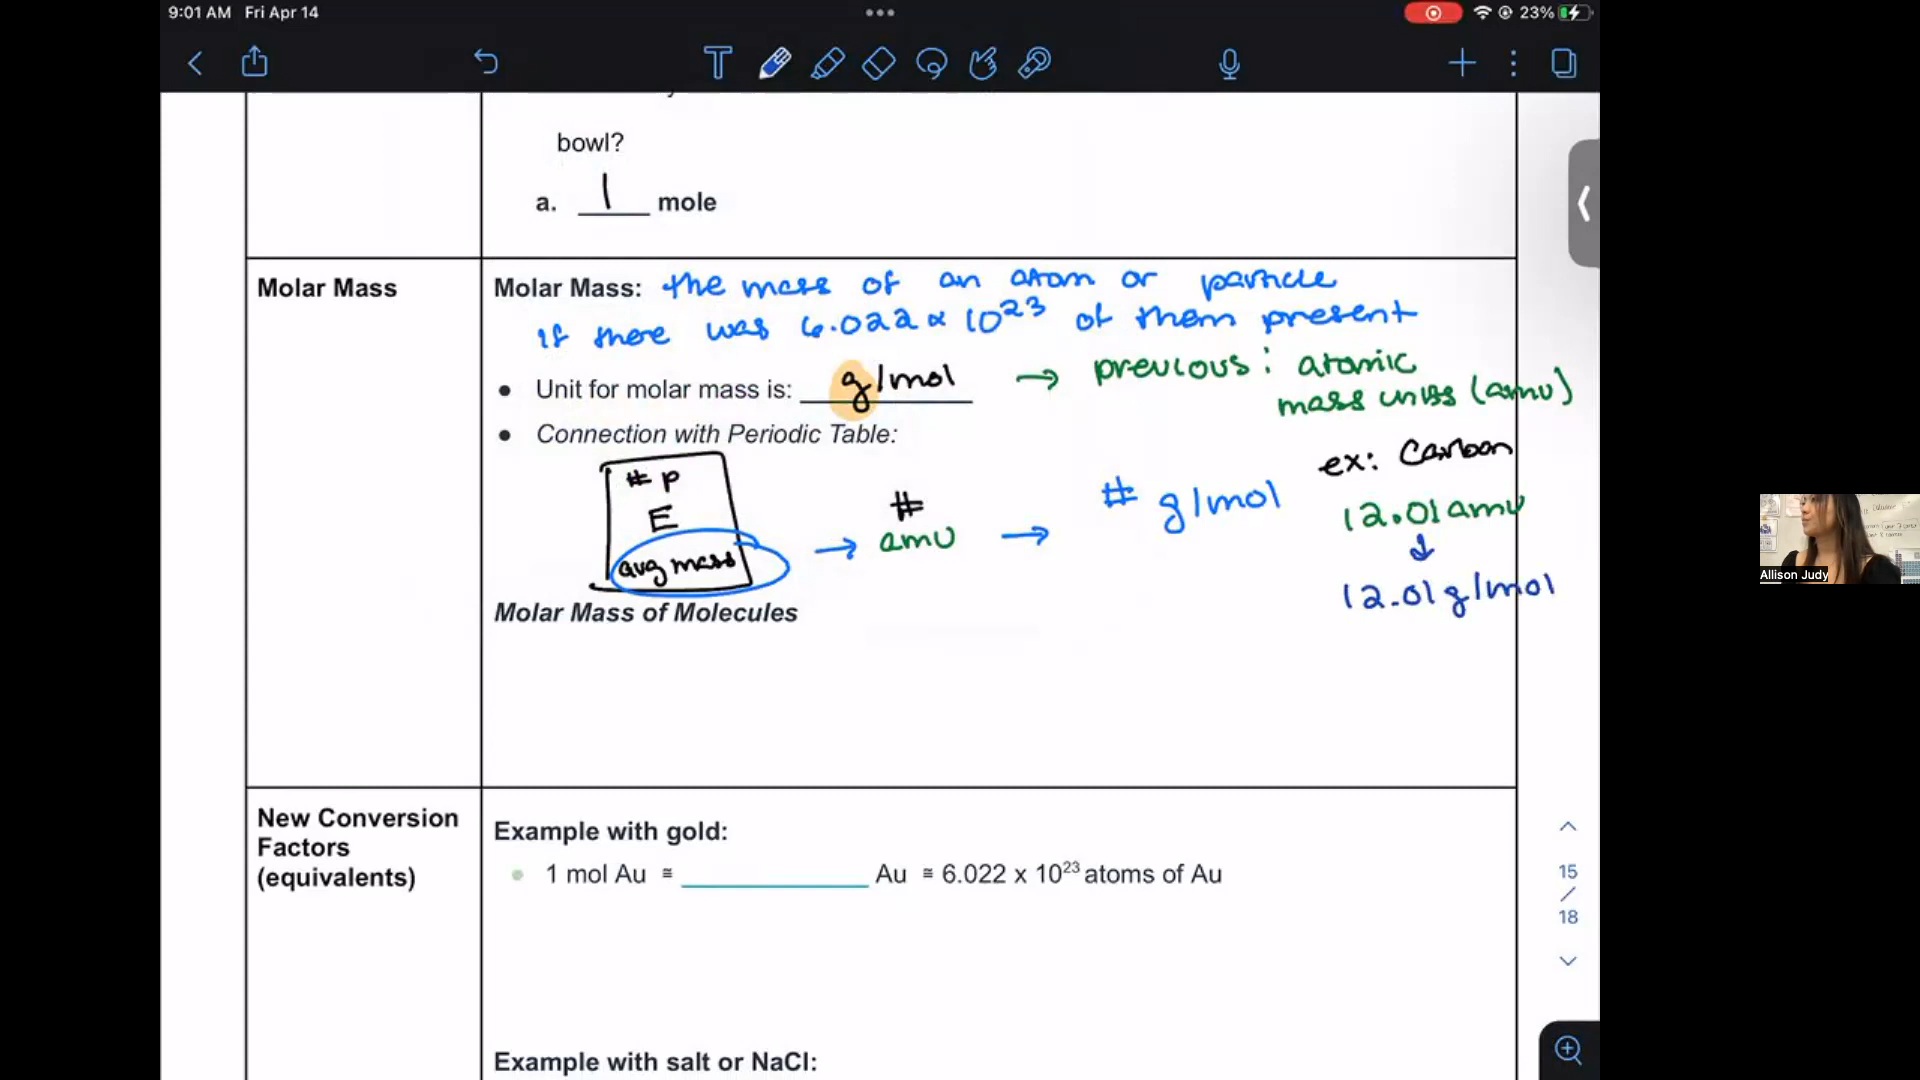 9:01 AM Fri Apr 14
23%
bowl?
a. 1 mole
Molar Mass
Molar Mass: the mass of an atom or particle
if there was 6.022 x 10²³ of them present
• Unit for molar mass is: g/mol → previous: atomic
mass units (amu)
• Connection with Periodic Table:
ex: Carbon
# p
E
avg mass → # amu → # g/mol
12.01 amu
↓
12.01 g/mol
Molar Mass of Molecules
New Conversion
Factors
(equivalents)
Example with gold:
• 1 mol Au ≅ ______________ Au ≅ 6.022 x 10²³ atoms of Au
Example with salt or NaCl:
15
/
18
Allison Judy